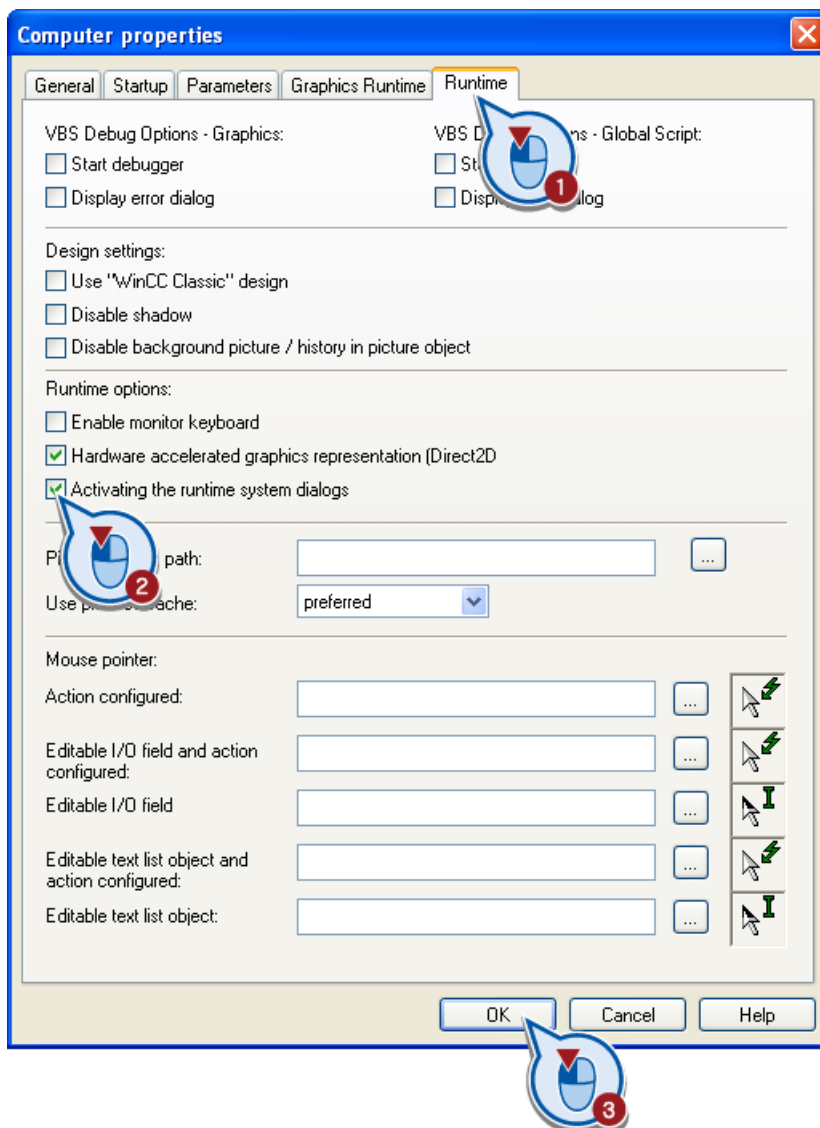 Computer properties
General Startup Parameters Graphics Runtime Runtime
VBS Debug Options - Graphics:
VBS D ns - Global Script:
Start debugger
St
1
Display error dialog
Disp log
Design settings:
Use "WinCC Classic" design
Disable shadow
Disable background picture / history in picture object
Runtime options:
Enable monitor keyboard
Hardware accelerated graphics representation (Direct2D
Activating the runtime system dialogs
path:
...
2
Use ache:
preferred
Mouse pointer:
Action configured:
...
Editable I/O field and action
configured:
...
Editable I/O field
...
Editable text list object and
action configured:
...
Editable text list object:
...
OK Cancel Help
3